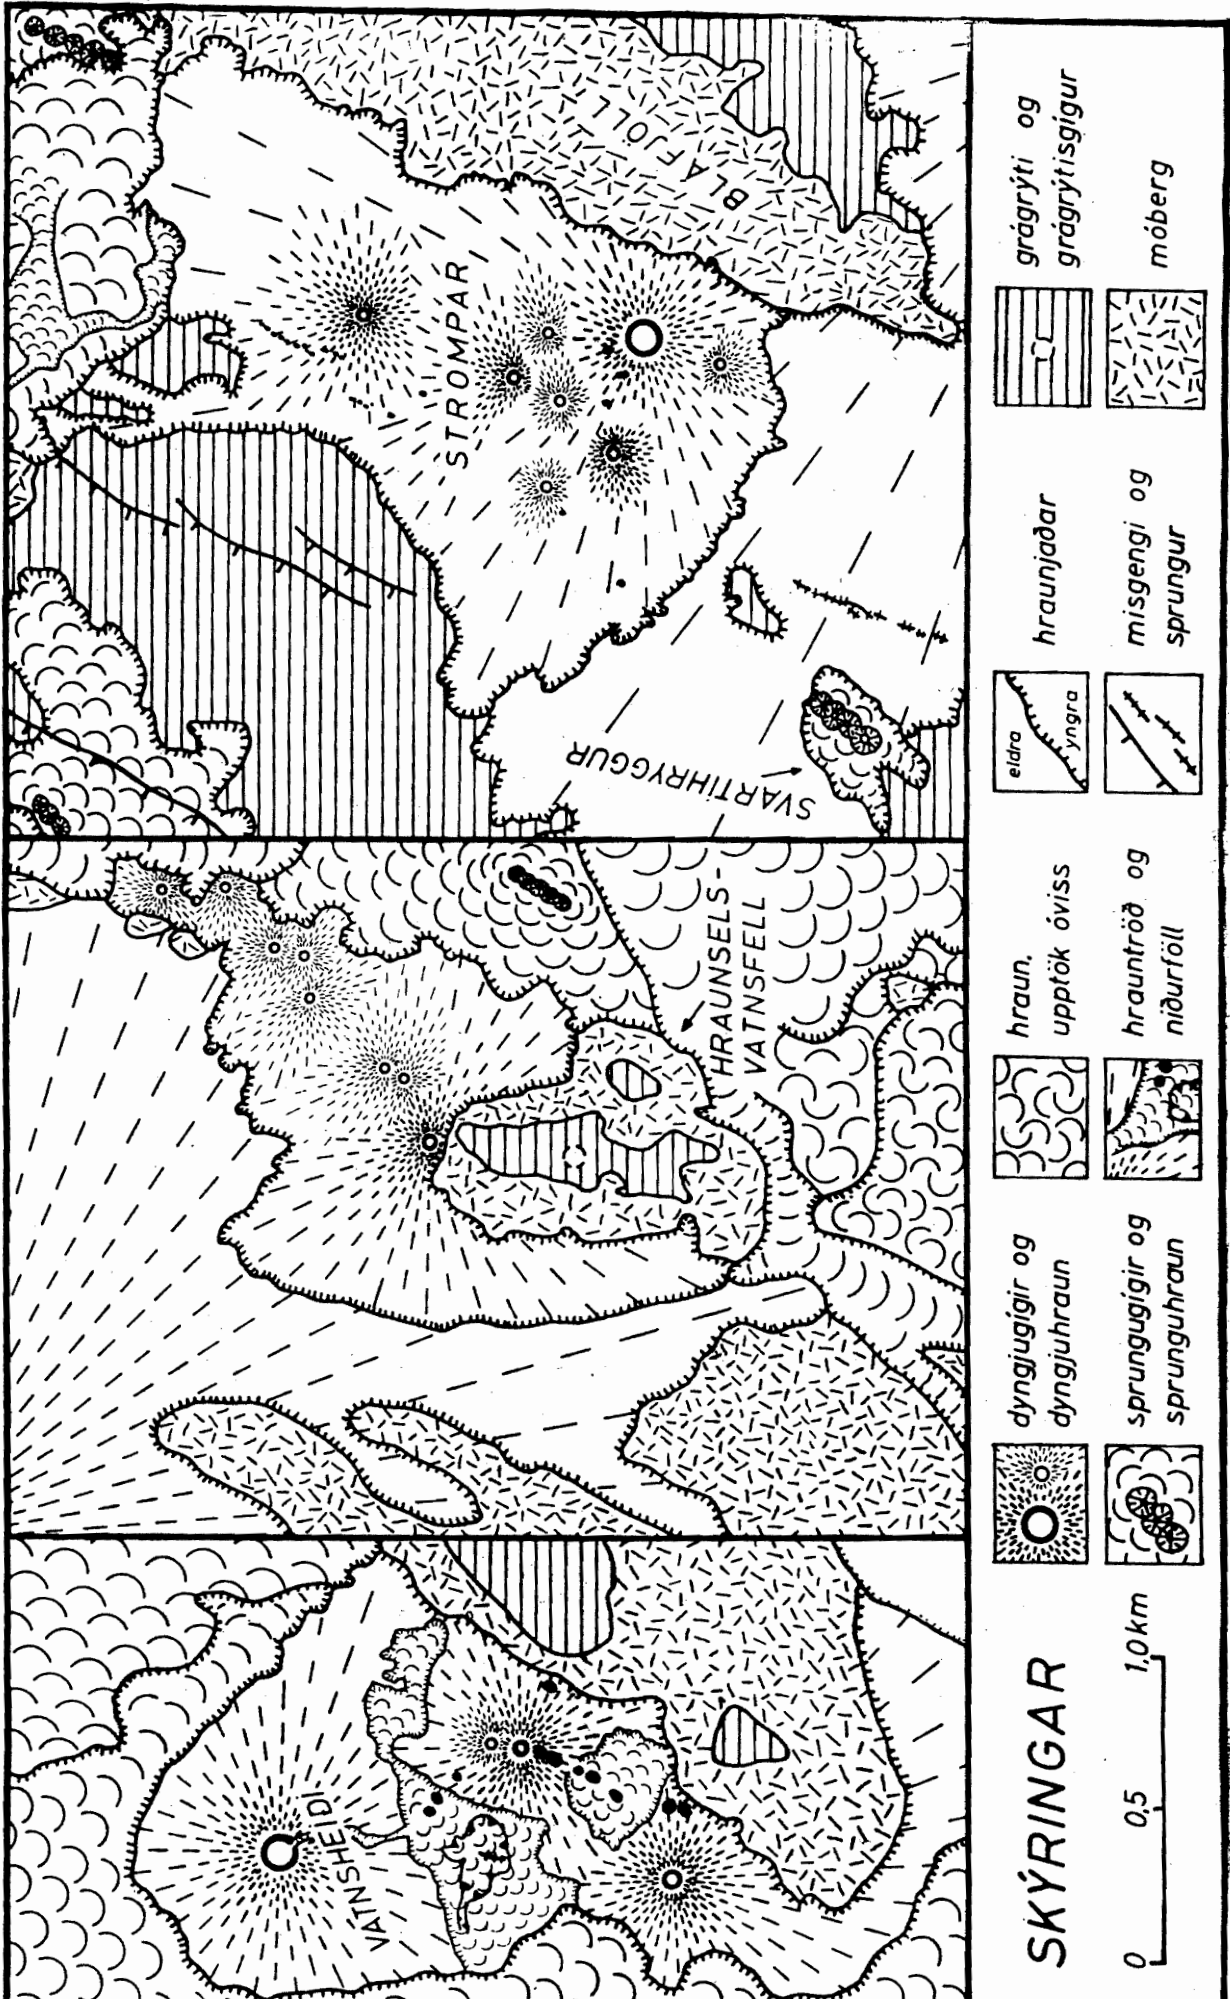 VATNSHEIÐI
HRAUNSELS-
VATNSFELL
SVARTIHRYGGUR
STROMPAR
BLÁFJÖLL
SKÝRINGAR
0 0,5 1,0 km
dyngjugígir og
dyngjuhraun
sprungugígir og
sprunguhraun
hraun,
upptök óviss
hrauntröð og
niðurföll
eldra
yngra
hraunjaðar
misgengi og
sprungur
grágrýti og
grágrýtisgígur
móberg